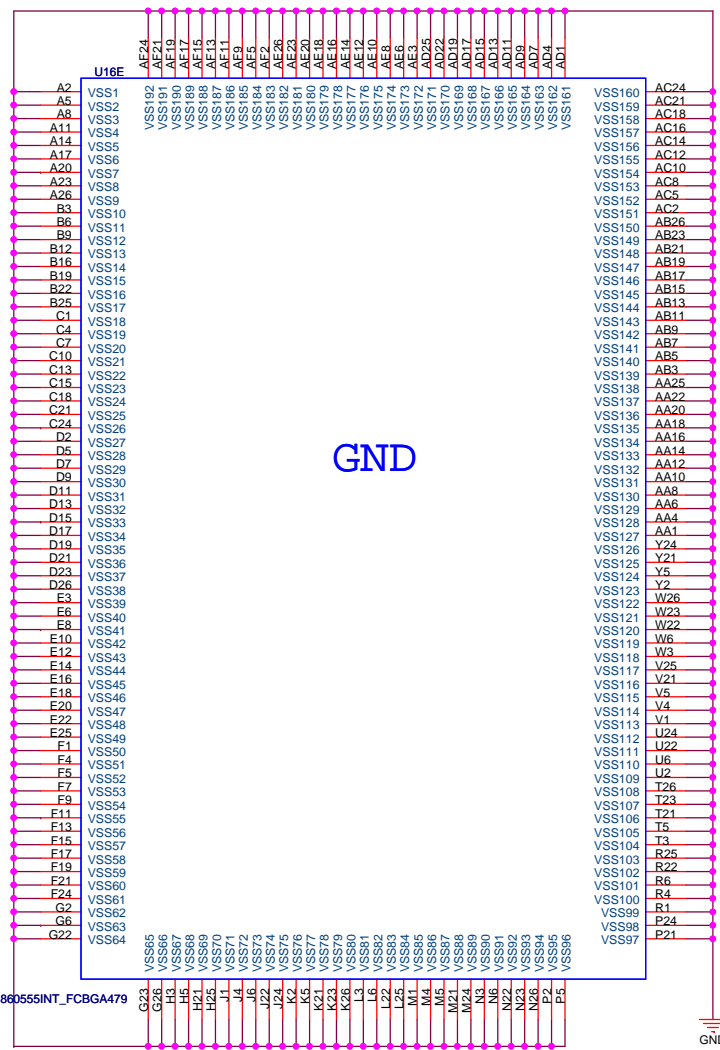 AF24 AF21 AF19 AF17 AF15 AF13 AF11 AF9 AF5 AF2 AE26 AE23 AE20 AE18 AE16 AE14 AE12 AE10 AE8 AE6 AE3 AD25 AD22 AD19 AD17 AD15 AD13 AD11 AD9 AD7 AD4 AD1
U16E
VSS192 VSS191 VSS190 VSS189 VSS188 VSS187 VSS186 VSS185 VSS184 VSS183 VSS182 VSS181 VSS180 VSS179 VSS178 VSS177 VSS176 VSS175 VSS174 VSS173 VSS172 VSS171 VSS170 VSS169 VSS168 VSS167 VSS166 VSS165 VSS164 VSS163 VSS162 VSS161
A2 VSS1 VSS160 AC24
A5 VSS2 VSS159 AC21
A8 VSS3 VSS158 AC18
A11 VSS4 VSS157 AC16
A14 VSS5 VSS156 AC14
A17 VSS6 VSS155 AC12
A20 VSS7 VSS154 AC10
A23 VSS8 VSS153 AC8
A26 VSS9 VSS152 AC5
B3 VSS10 VSS151 AC2
B6 VSS11 VSS150 AB26
B9 VSS12 VSS149 AB23
B12 VSS13 VSS148 AB21
B16 VSS14 VSS147 AB19
B19 VSS15 VSS146 AB17
B22 VSS16 VSS145 AB15
B25 VSS17 VSS144 AB13
C1 VSS18 VSS143 AB11
C4 VSS19 VSS142 AB9
C7 VSS20 VSS141 AB7
C10 VSS21 VSS140 AB5
C13 VSS22 VSS139 AB3
C15 VSS23 VSS138 AA25
C18 VSS24 VSS137 AA22
C21 VSS25 VSS136 AA20
C24 VSS26 VSS135 AA18
D2 VSS27 VSS134 AA16
D5 VSS28 VSS133 AA14
GND
D7 VSS29 VSS132 AA12
D9 VSS30 VSS131 AA10
D11 VSS31 VSS130 AA8
D13 VSS32 VSS129 AA6
D15 VSS33 VSS128 AA4
D17 VSS34 VSS127 AA1
D19 VSS35 VSS126 Y24
D21 VSS36 VSS125 Y21
D23 VSS37 VSS124 Y5
D26 VSS38 VSS123 Y2
E3 VSS39 VSS122 W26
E6 VSS40 VSS121 W23
E8 VSS41 VSS120 W22
E10 VSS42 VSS119 W6
E12 VSS43 VSS118 W3
E14 VSS44 VSS117 V25
E16 VSS45 VSS116 V21
E18 VSS46 VSS115 V5
E20 VSS47 VSS114 V4
E22 VSS48 VSS113 V1
E25 VSS49 VSS112 U24
F1 VSS50 VSS111 U22
F4 VSS51 VSS110 U6
F5 VSS52 VSS109 U2
F7 VSS53 VSS108 T26
F9 VSS54 VSS107 T23
F11 VSS55 VSS106 T21
F13 VSS56 VSS105 T5
F15 VSS57 VSS104 T3
F17 VSS58 VSS103 R25
F19 VSS59 VSS102 R22
F21 VSS60 VSS101 R6
F24 VSS61 VSS100 R4
G2 VSS62 VSS99 R1
G6 VSS63 VSS98 P24
G22 VSS64 VSS97 P21
VSS65 VSS66 VSS67 VSS68 VSS69 VSS70 VSS71 VSS72 VSS73 VSS74 VSS75 VSS76 VSS77 VSS78 VSS79 VSS80 VSS81 VSS82 VSS83 VSS84 VSS85 VSS86 VSS87 VSS88 VSS89 VSS90 VSS91 VSS92 VSS93 VSS94 VSS95 VSS96
860555INT_FCBGA479
G23 G26 H3 H5 H21 H25 J1 J4 J6 J22 J24 K2 K5 K21 K23 K26 L3 L6 L22 L25 M1 M4 M5 M21 M24 N3 N6 N22 N23 N26 P2 P5
GND